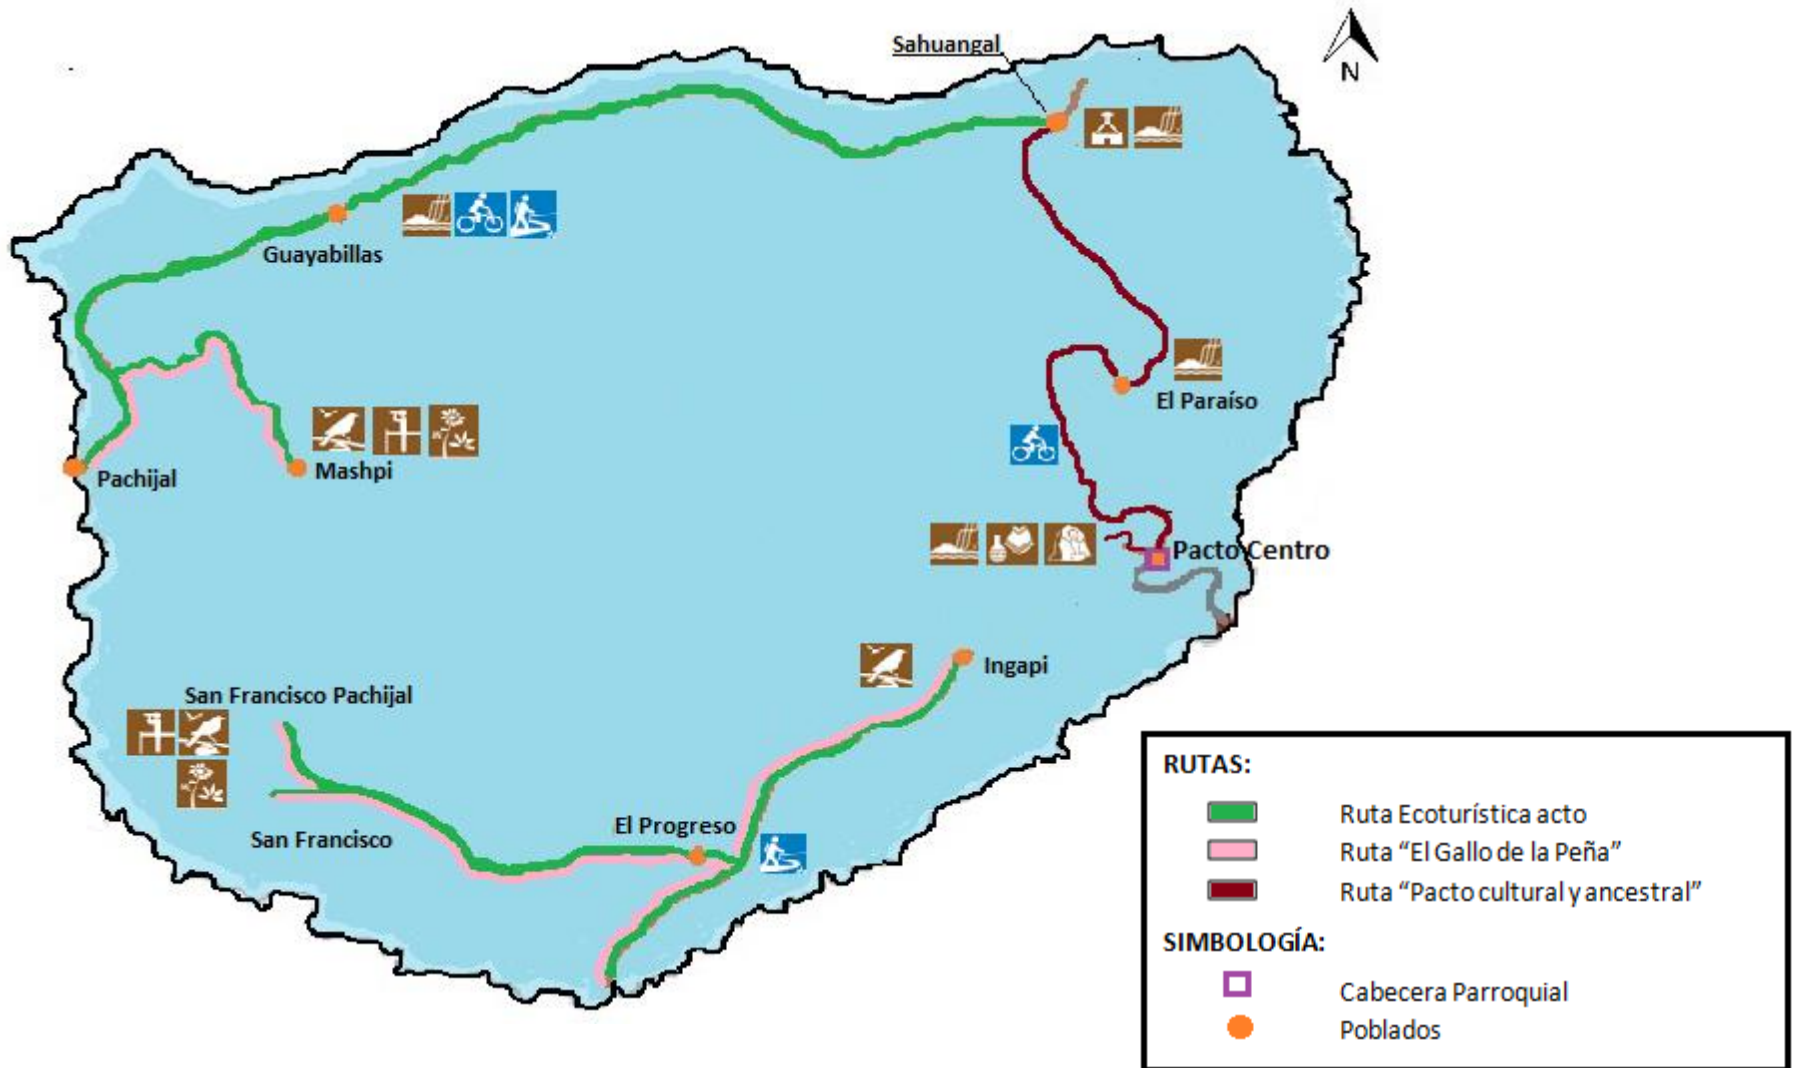 Sahuangal
N
Guayabillas
El Paraíso
Mashpi
Pachijal
Pacto Centro
Ingapi
San Francisco Pachijal
El Progreso
San Francisco
RUTAS:
Ruta Ecoturística acto
Ruta “El Gallo de la Peña”
Ruta “Pacto cultural y ancestral”
SIMBOLOGÍA:
Cabecera Parroquial
Poblados